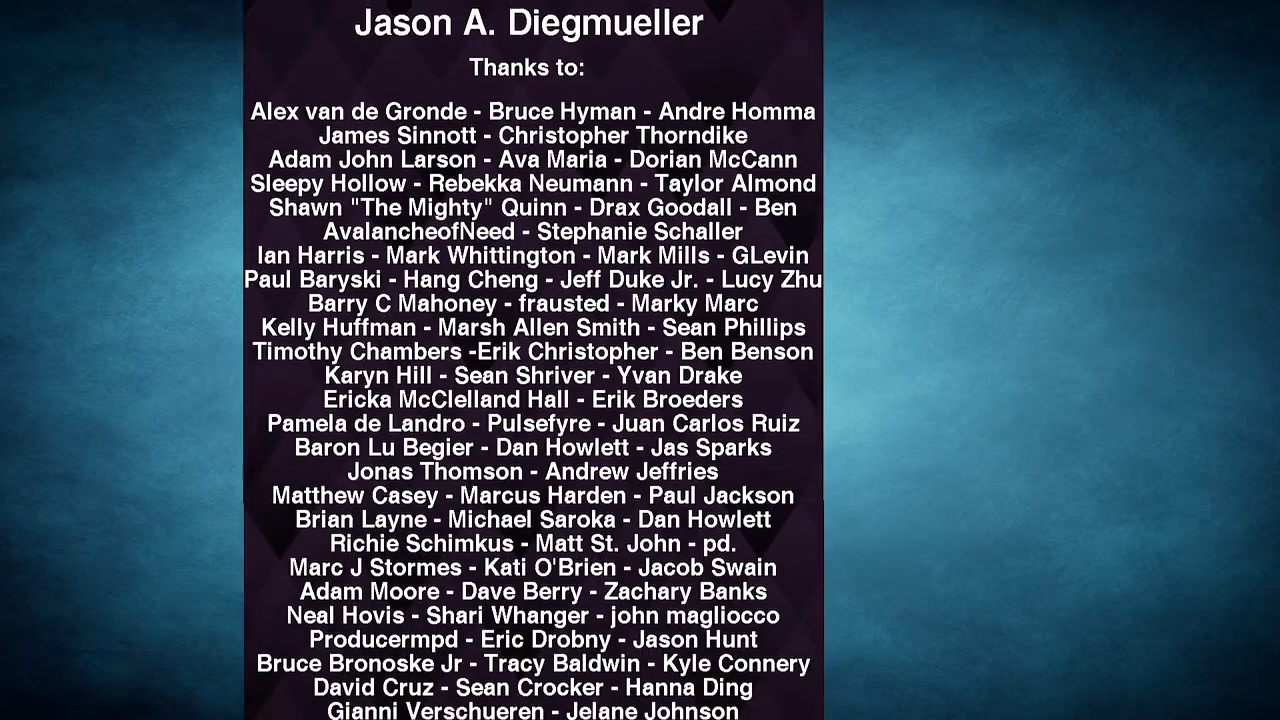 Jason A. Diegmueller
Thanks to:
Alex van de Gronde - Bruce Hyman - Andre Homma
James Sinnott - Christopher Thorndike
Adam John Larson - Ava Maria - Dorian McCann
Sleepy Hollow - Rebekka Neumann - Taylor Almond
Shawn "The Mighty" Quinn - Drax Goodall - Ben
AvalancheofNeed - Stephanie Schaller
Ian Harris - Mark Whittington - Mark Mills - GLevin
Paul Baryski - Hang Cheng - Jeff Duke Jr. - Lucy Zhu
Barry C Mahoney - frausted - Marky Marc
Kelly Huffman - Marsh Allen Smith - Sean Phillips
Timothy Chambers -Erik Christopher - Ben Benson
Karyn Hill - Sean Shriver - Yvan Drake
Ericka McClelland Hall - Erik Broeders
Pamela de Landro - Pulsefyre - Juan Carlos Ruiz
Baron Lu Begier - Dan Howlett - Jas Sparks
Jonas Thomson - Andrew Jeffries
Matthew Casey - Marcus Harden - Paul Jackson
Brian Layne - Michael Saroka - Dan Howlett
Richie Schimkus - Matt St. John - pd.
Marc J Stormes - Kati O'Brien - Jacob Swain
Adam Moore - Dave Berry - Zachary Banks
Neal Hovis - Shari Whanger - john magliocco
Producermpd - Eric Drobny - Jason Hunt
Bruce Bronoske Jr - Tracy Baldwin - Kyle Connery
David Cruz - Sean Crocker - Hanna Ding
Gianni Verschueren - Jelane Johnson